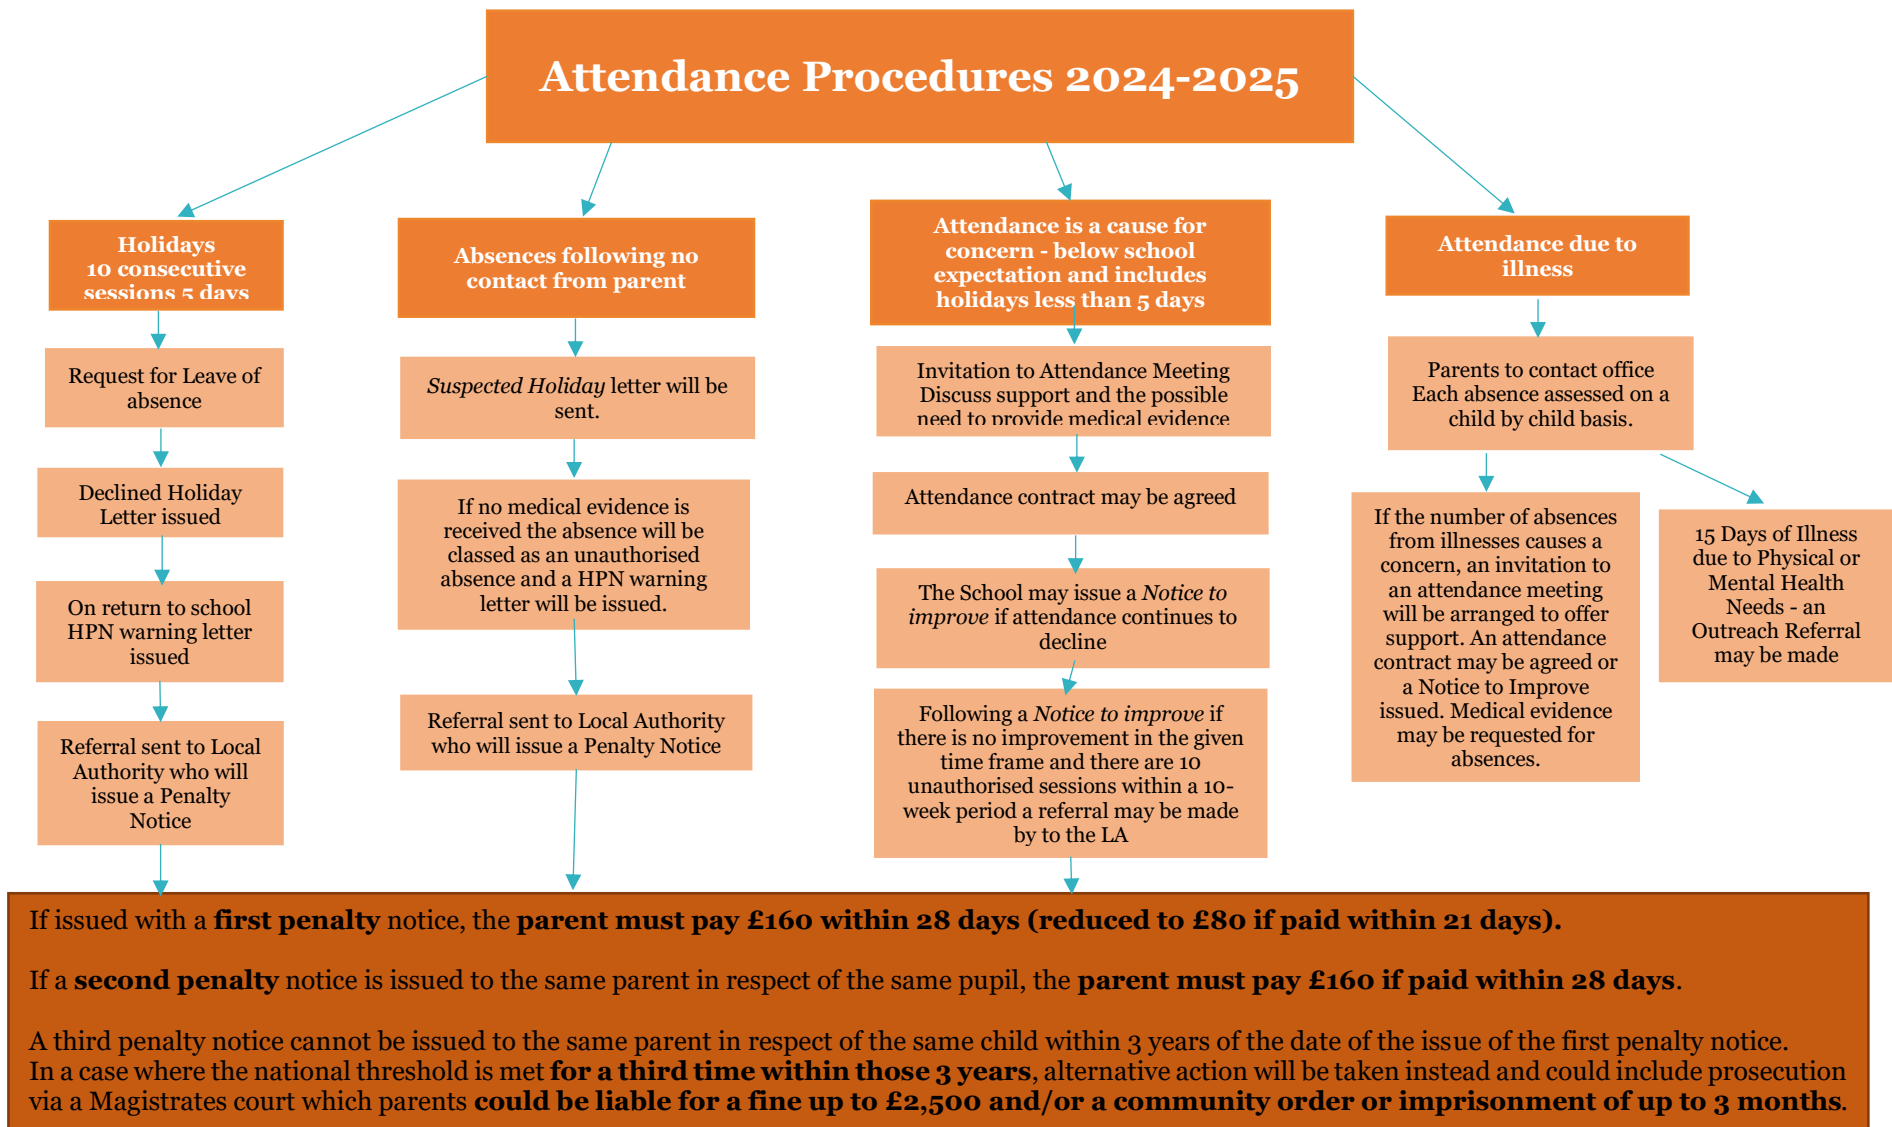 Attendance Procedures 2024-2025
Holidays
10 consecutive
sessions 5 days
Request for Leave of
absence
Declined Holiday
Letter issued
On return to school
HPN warning letter
issued
Referral sent to Local
Authority who will
issue a Penalty
Notice
Absences following no
contact from parent
Suspected Holiday letter will be
sent.
If no medical evidence is
received the absence will be
classed as an unauthorised
absence and a HPN warning
letter will be issued.
Referral sent to Local Authority
who will issue a Penalty Notice
Attendance is a cause for
concern - below school
expectation and includes
holidays less than 5 days
Invitation to Attendance Meeting
Discuss support and the possible
need to provide medical evidence
Attendance contract may be agreed
The School may issue a Notice to
improve if attendance continues to
decline
Following a Notice to improve if
there is no improvement in the given
time frame and there are 10
unauthorised sessions within a 10-
week period a referral may be made
by to the LA
Attendance due to
illness
Parents to contact office
Each absence assessed on a
child by child basis.
If the number of absences
from illnesses causes a
concern, an invitation to
an attendance meeting
will be arranged to offer
support. An attendance
contract may be agreed or
a Notice to Improve
issued. Medical evidence
may be requested for
absences.
15 Days of Illness
due to Physical or
Mental Health
Needs - an
Outreach Referral
may be made
If issued with a first penalty notice, the parent must pay £160 within 28 days (reduced to £80 if paid within 21 days).
If a second penalty notice is issued to the same parent in respect of the same pupil, the parent must pay £160 if paid within 28 days.
A third penalty notice cannot be issued to the same parent in respect of the same child within 3 years of the date of the issue of the first penalty notice.
In a case where the national threshold is met for a third time within those 3 years, alternative action will be taken instead and could include prosecution
via a Magistrates court which parents could be liable for a fine up to £2,500 and/or a community order or imprisonment of up to 3 months.